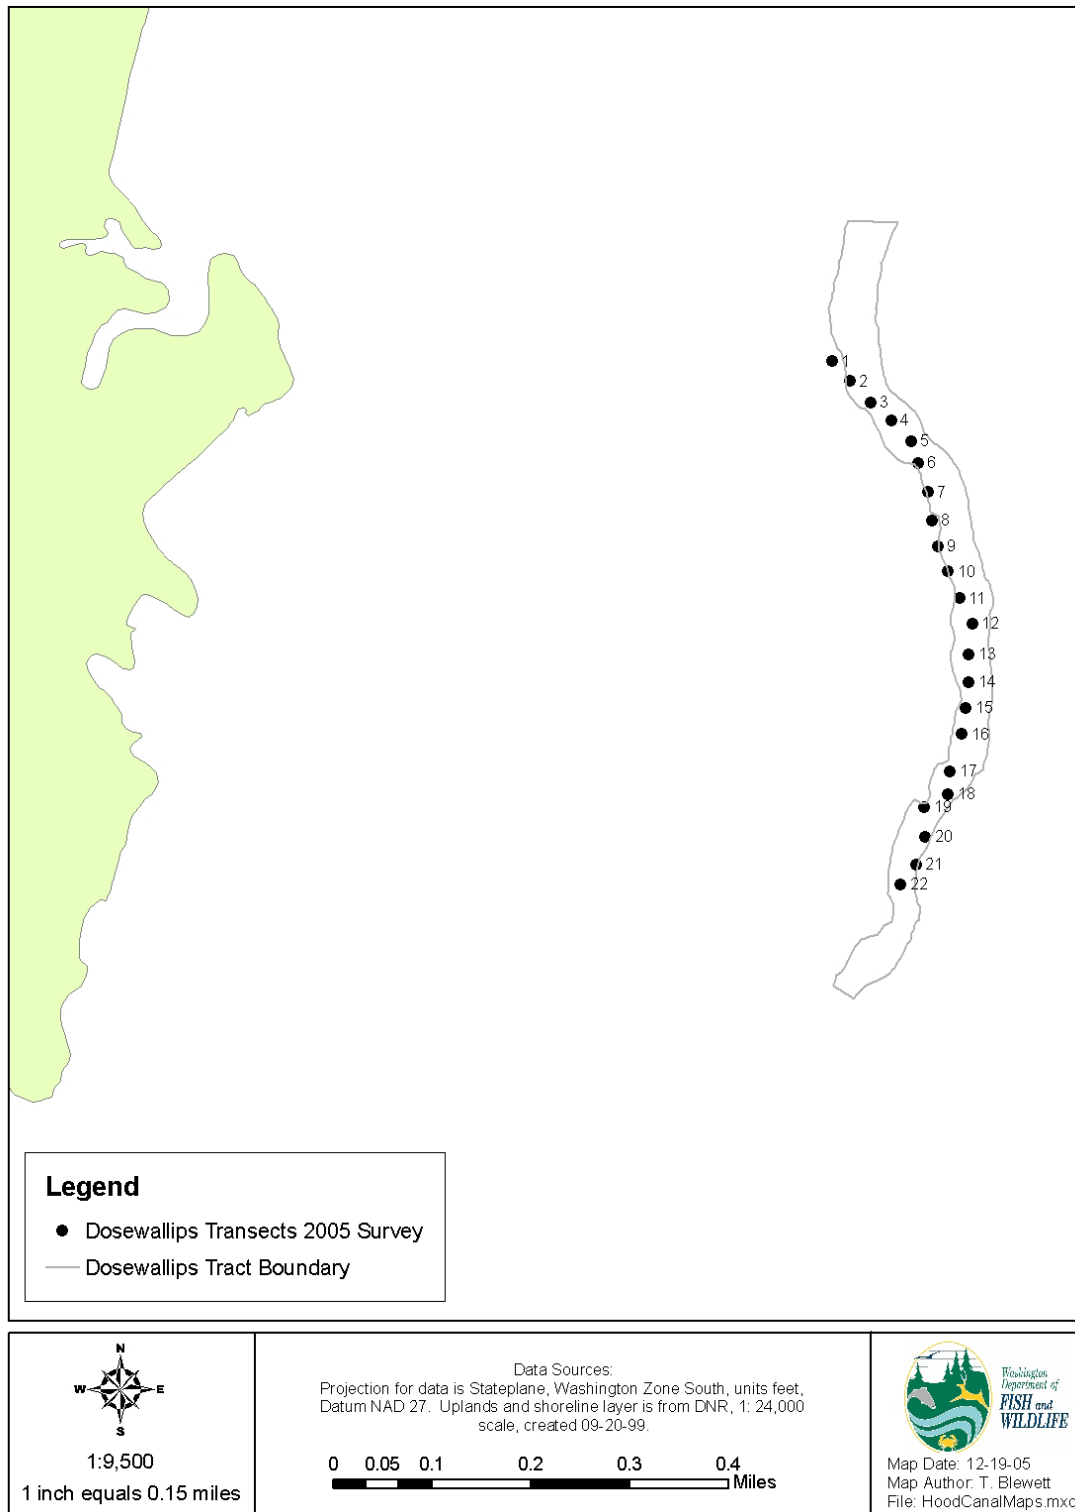 1
2
3
4
5
6
7
8
9
10
11
12
13
14
15
16
17
18
19
20
21
22
Legend
Dosewallips Transects 2005 Survey
Dosewallips Tract Boundary
N
W E
S
1:9,500
1 inch equals 0.15 miles
Data Sources:
Projection for data is Stateplane, Washington Zone South, units feet,
Datum NAD 27. Uplands and shoreline layer is from DNR, 1: 24,000
scale, created 09-20-99.
0 0.05 0.1 0.2 0.3 0.4
Miles
Washington
Department of
FISH and
WILDLIFE
Map Date: 12-19-05
Map Author: T. Blewett
File: HoodCanalMaps.mxd